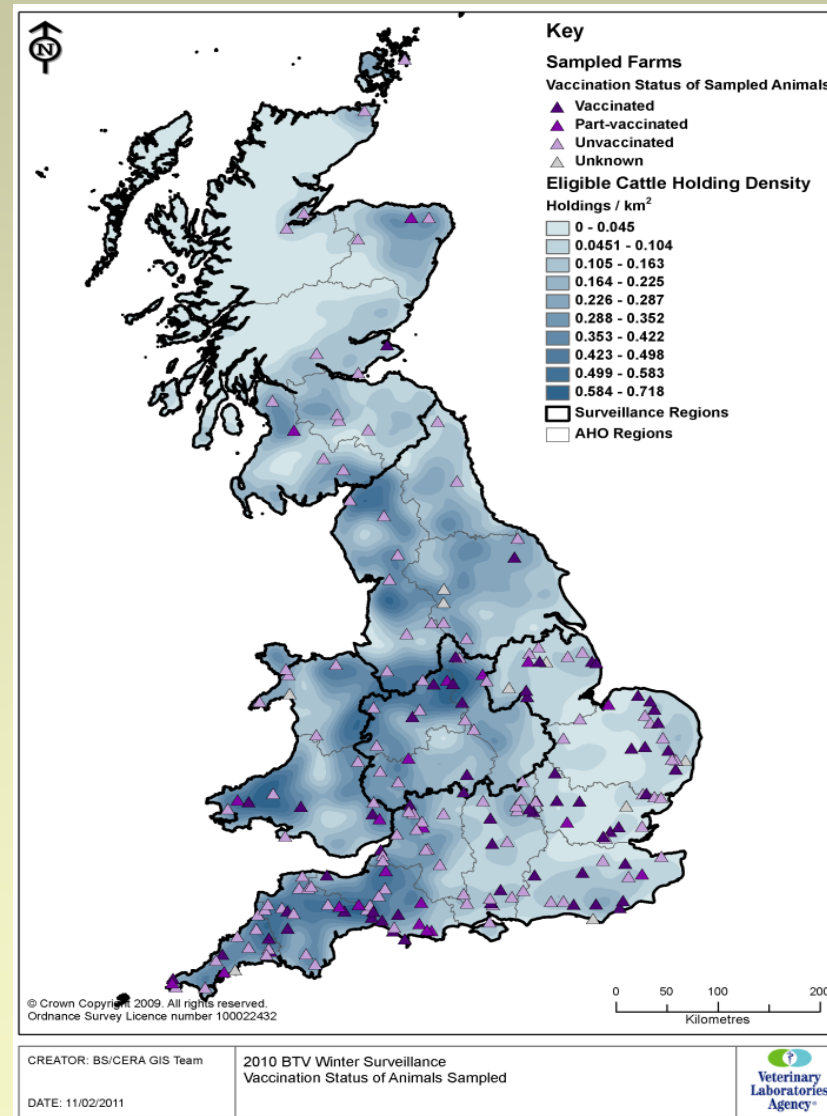 N
Key
Sampled Farms
Vaccination Status of Sampled Animals
Vaccinated
Part-vaccinated
Unvaccinated
Unknown
Eligible Cattle Holding Density
Holdings / km²
0 - 0.045
0.0451 - 0.104
0.105 - 0.163
0.164 - 0.225
0.226 - 0.287
0.288 - 0.352
0.353 - 0.422
0.423 - 0.498
0.499 - 0.583
0.584 - 0.718
Surveillance Regions
AHO Regions
© Crown Copyright 2009. All rights reserved.
Ordnance Survey Licence number 100022432
0 50 100 200
Kilometres
CREATOR: BS/CERA GIS Team
DATE: 11/02/2011
2010 BTV Winter Surveillance
Vaccination Status of Animals Sampled
Veterinary
Laboratories
Agency